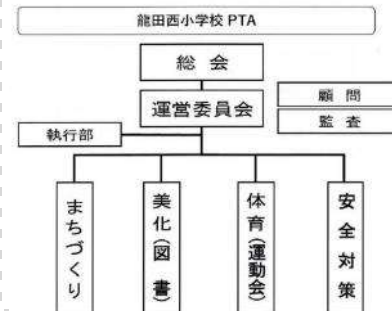 龍田西小学校 PTA
総会
運営委員会
顧問
監査
執行部
まちづくり
美化(図書)
体育(運動会)
安全対策